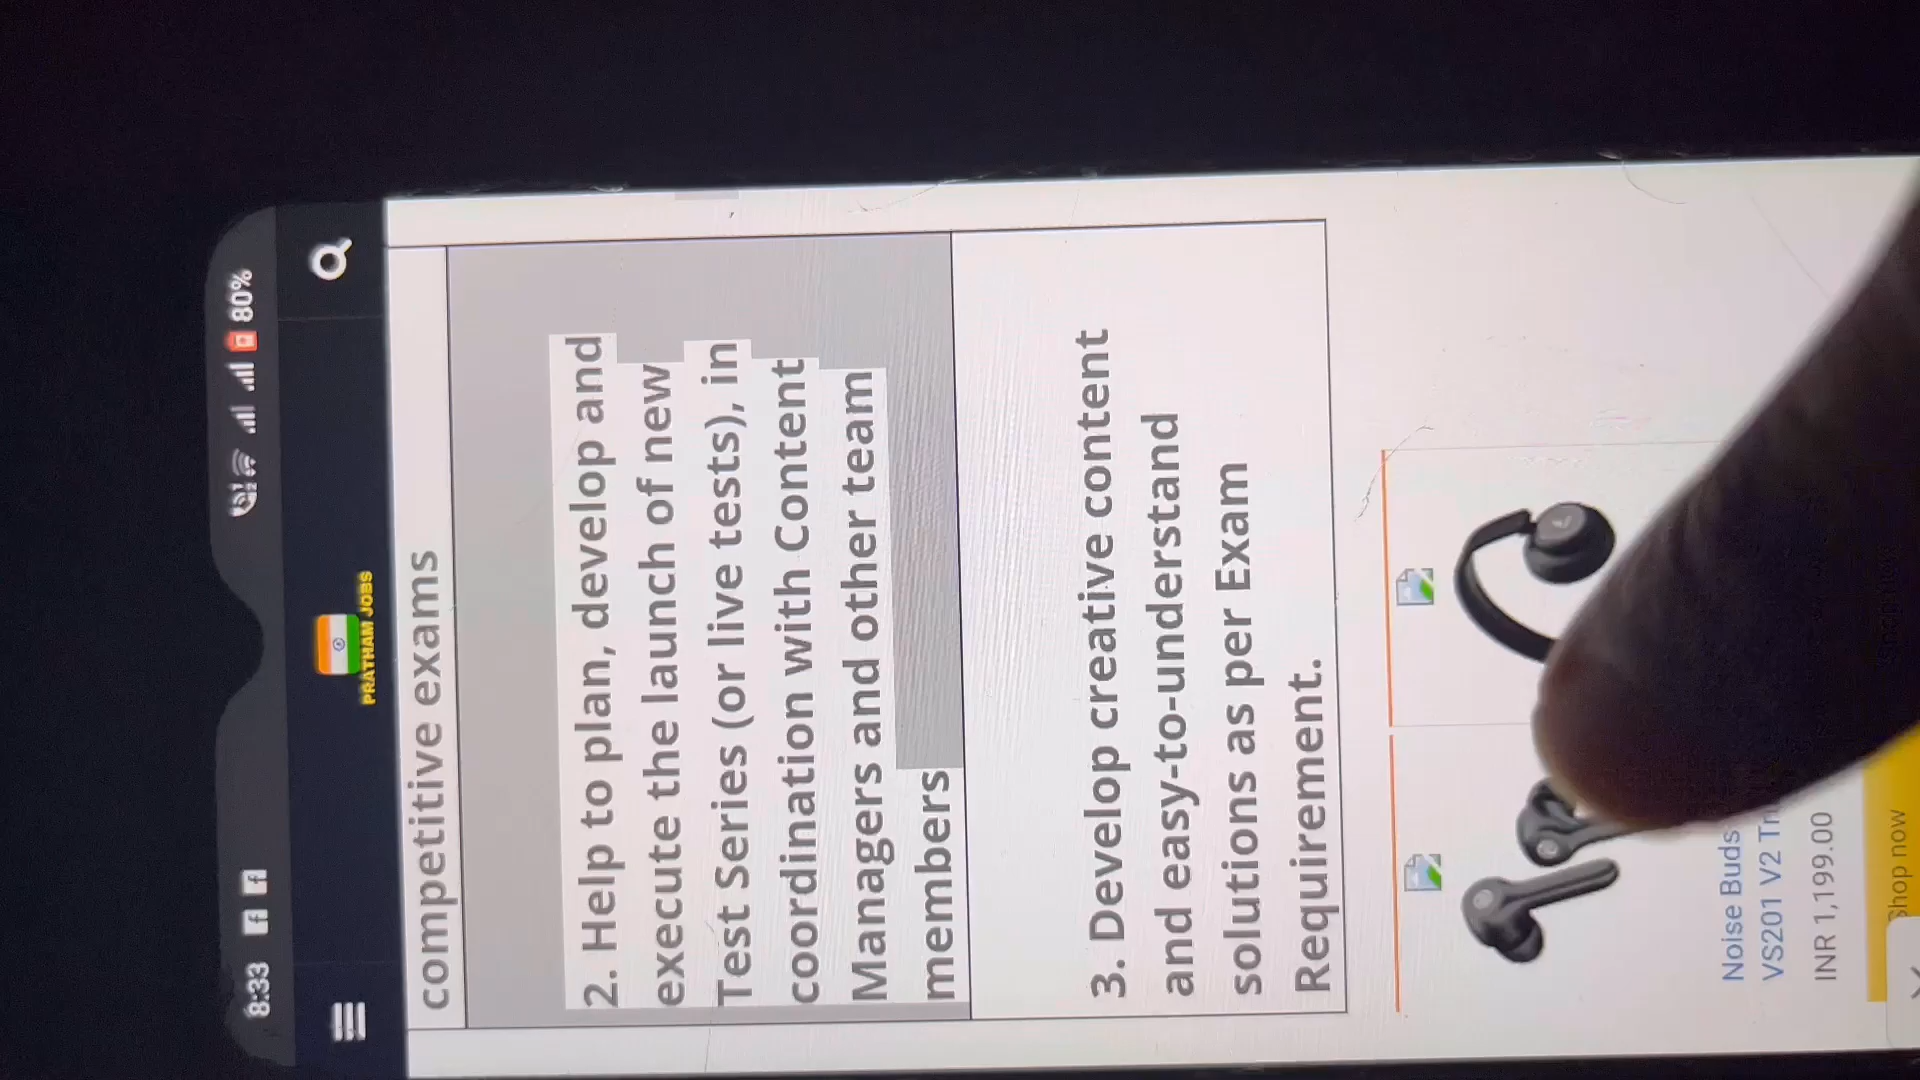 8:33
80%
PRATHAM JOBS
competitive exams
2. Help to plan, develop and
execute the launch of new
Test Series (or live tests), in
coordination with Content
Managers and other team
members
3. Develop creative content
and easy-to-understand
solutions as per Exam
Requirement.
Noise Buds
VS201 V2
INR 1,199.00
Shop now